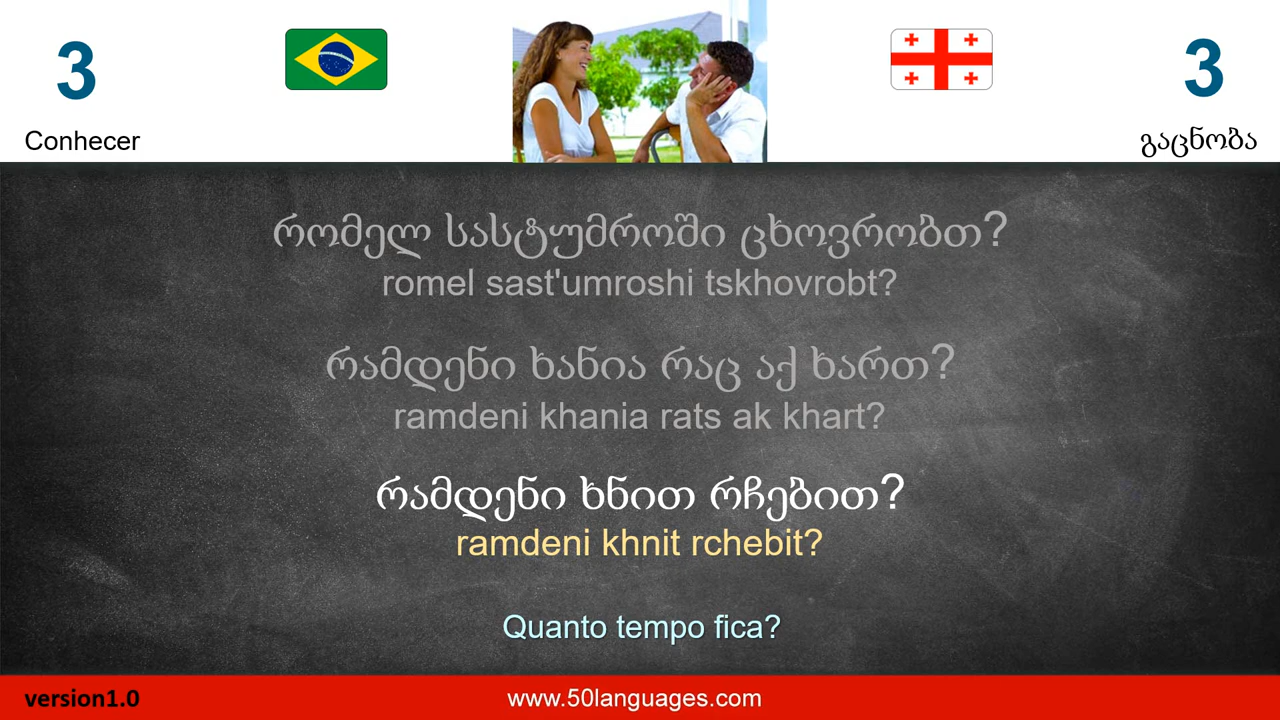 3
3
Conhecer
გაცნობა
რომელ სასტუმროში ცხოვრობთ?
romel sast'umroshi tskhovrobt?
რამდენი ხანია რაც აქ ხართ?
ramdeni khania rats ak khart?
რამდენი ხნით რჩებით?
ramdeni khnit rchebit?
Quanto tempo fica?
version1.0
www.50languages.com